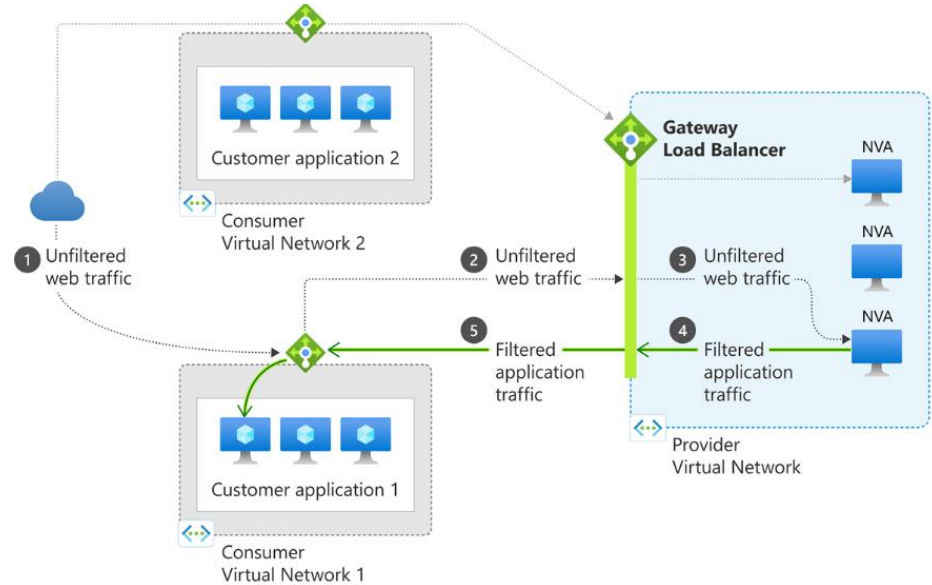 Customer application 2
Consumer
Virtual Network 2
Gateway
Load Balancer
NVA
1 Unfiltered
web traffic
2 Unfiltered
web traffic
3 Unfiltered
web traffic
NVA
NVA
5
Filtered
application
traffic
4
Filtered
application
traffic
Customer application 1
Consumer
Virtual Network 1
Provider
Virtual Network